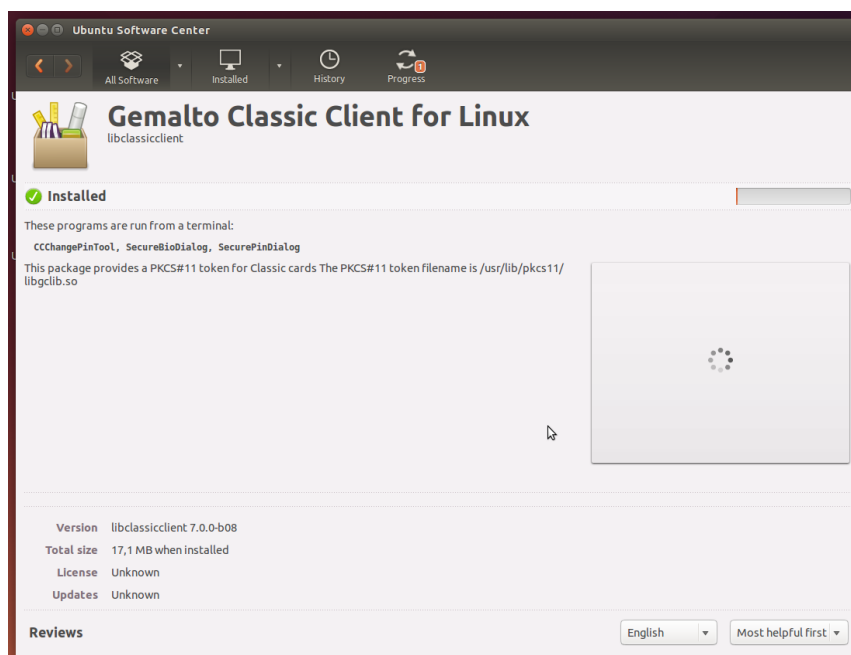 Ubuntu Software Center
All Software
Installed
History
Progress
1
Gemalto Classic Client for Linux
libclassicclient
Installed
These programs are run from a terminal:
CCChangePinTool, SecureBioDialog, SecurePinDialog
This package provides a PKCS#11 token for Classic cards The PKCS#11 token filename is /usr/lib/pkcs11/
libgclib.so
Version libclassicclient 7.0.0-b08
Total size 17,1 MB when installed
License Unknown
Updates Unknown
Reviews
English
Most helpful first